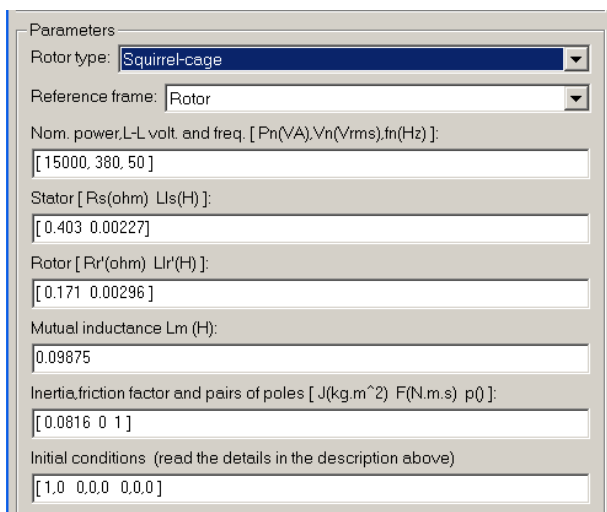 Parameters
Rotor type: Squirrel-cage
Reference frame: Rotor
Nom. power,L-L volt. and freq. [ Pn(VA),Vn(Vrms),fn(Hz) ]:
[ 15000, 380, 50 ]
Stator [ Rs(ohm) Lls(H) ]:
[ 0.403 0.00227]
Rotor [ Rr'(ohm) Llr'(H) ]:
[ 0.171 0.00296 ]
Mutual inductance Lm (H):
0.09875
Inertia,friction factor and pairs of poles [ J(kg.m^2) F(N.m.s) p() ]:
[ 0.0816 0 1 ]
Initial conditions (read the details in the description above)
[ 1,0 0,0,0 0,0,0 ]